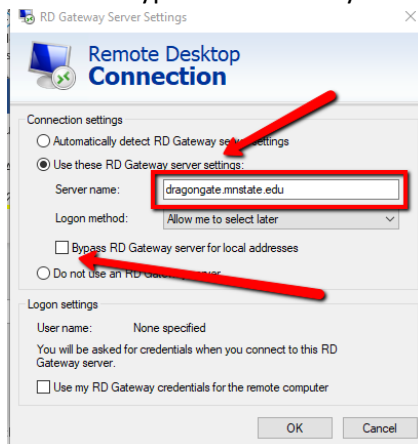 RD Gateway Server Settings
Remote Desktop
Connection
Connection settings
Automatically detect RD Gateway server settings
Use these RD Gateway server settings:
Server name: dragongate.mnstate.edu
Logon method: Allow me to select later
Bypass RD Gateway server for local addresses
Do not use an RD Gateway server
Logon settings
User name: None specified
You will be asked for credentials when you connect to this RD
Gateway server.
Use my RD Gateway credentials for the remote computer
OK Cancel